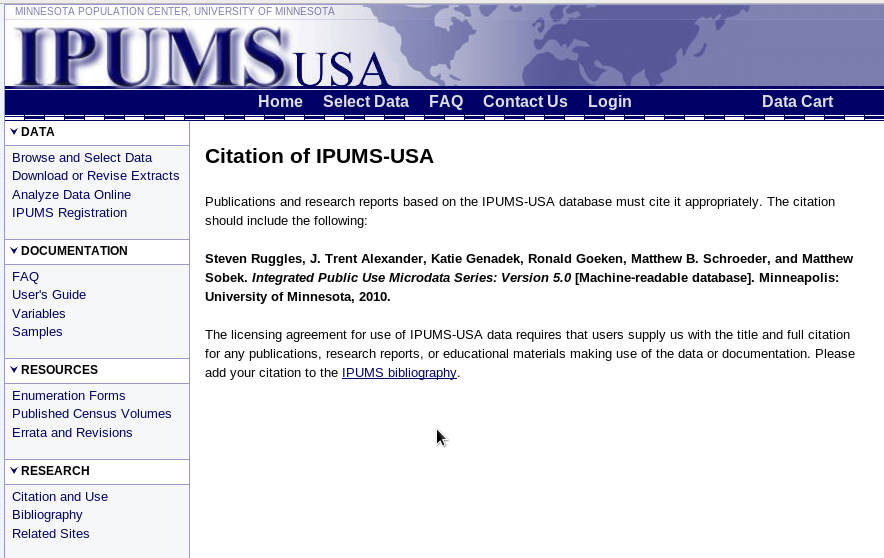 MINNESOTA POPULATION CENTER, UNIVERSITY OF MINNESOTA
IPUMS USA
Home Select Data FAQ Contact Us Login Data Cart
DATA
Browse and Select Data
Download or Revise Extracts
Analyze Data Online
IPUMS Registration
DOCUMENTATION
FAQ
User's Guide
Variables
Samples
RESOURCES
Enumeration Forms
Published Census Volumes
Errata and Revisions
RESEARCH
Citation and Use
Bibliography
Related Sites
Citation of IPUMS-USA
Publications and research reports based on the IPUMS-USA database must cite it appropriately. The citation
should include the following:
Steven Ruggles, J. Trent Alexander, Katie Genadek, Ronald Goeken, Matthew B. Schroeder, and Matthew
Sobek. Integrated Public Use Microdata Series: Version 5.0 [Machine-readable database]. Minneapolis:
University of Minnesota, 2010.
The licensing agreement for use of IPUMS-USA data requires that users supply us with the title and full citation
for any publications, research reports, or educational materials making use of the data or documentation. Please
add your citation to the IPUMS bibliography.